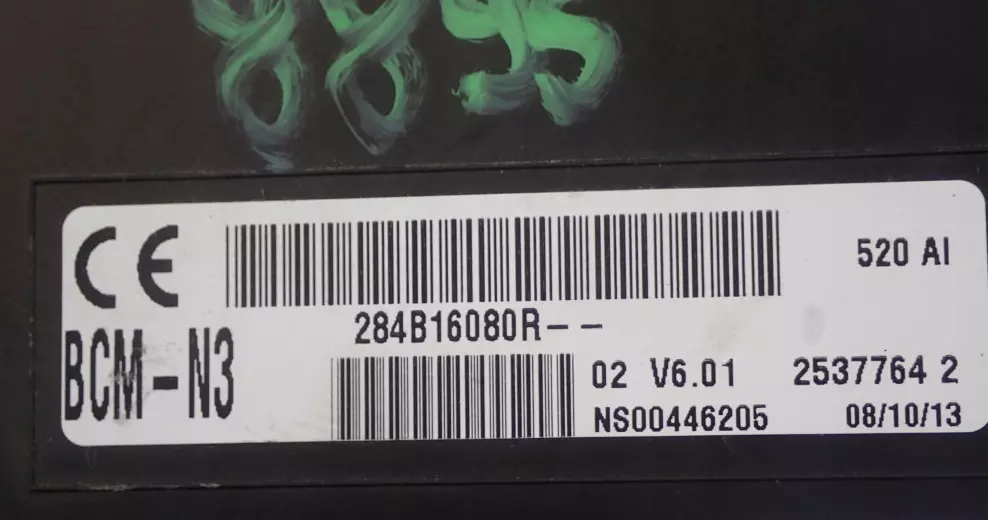 CE
520 AI
284B16080R--
BCM-N3
02 V6.01 2537764 2
NS00446205 08/10/13